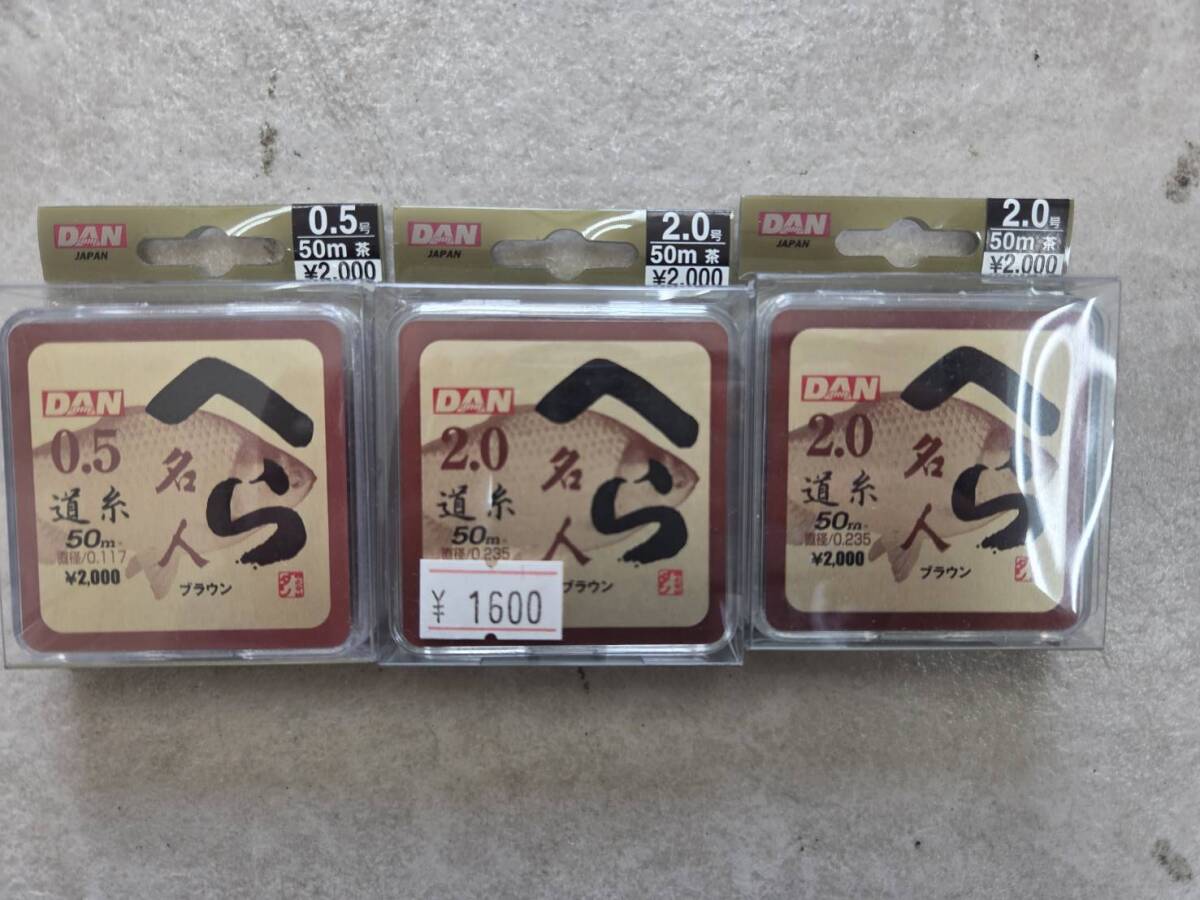 DAN
JAPAN
0.5号
50m 茶
¥2,000
DAN
へら
名人
0.5
道糸
50m
直径/0.117
¥2,000
ブラウン
DAN
JAPAN
2.0号
50m 茶
¥2,000
DAN
へら
名人
2.0
道糸
50m
直径/0.235
¥ 1600
ブラウン
DAN
JAPAN
2.0号
50m 茶
¥2,000
DAN
へら
名人
2.0
道糸
50m
直径/0.235
¥2,000
ブラウン